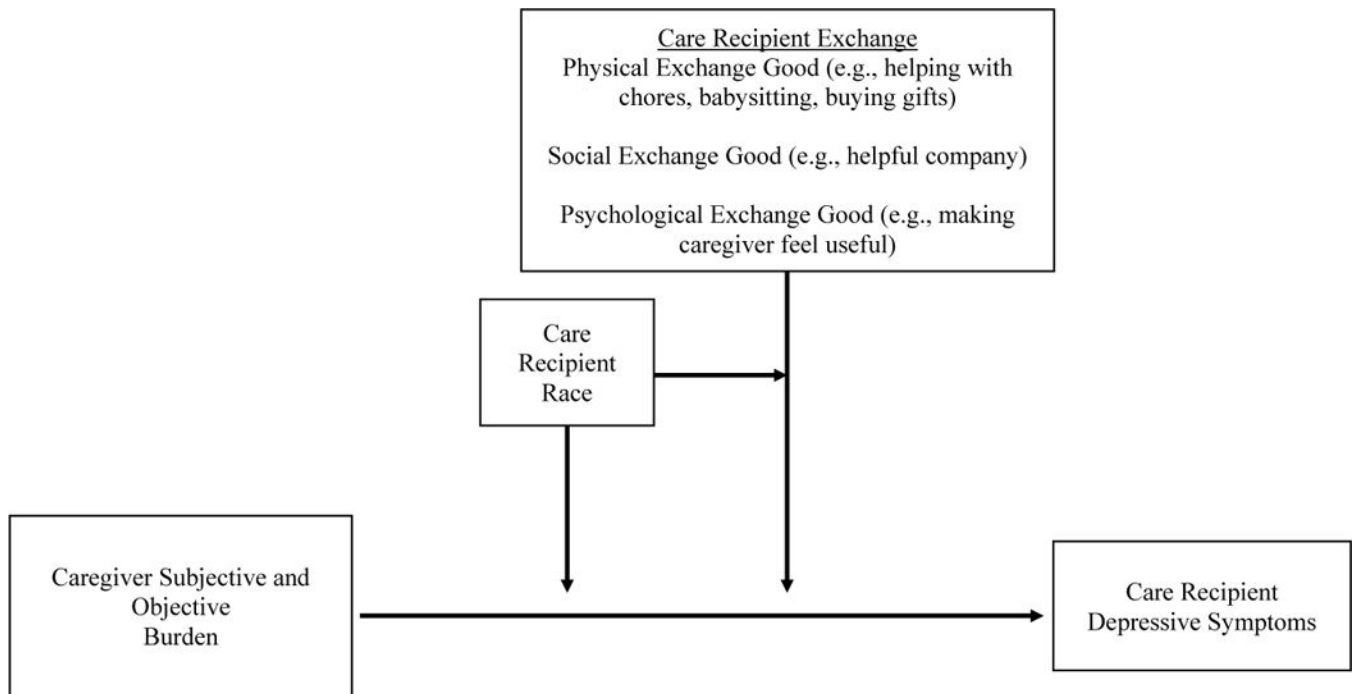 Care Recipient Exchange
Physical Exchange Good (e.g., helping with
chores, babysitting, buying gifts)
Social Exchange Good (e.g., helpful company)
Psychological Exchange Good (e.g., making
caregiver feel useful)
Care
Recipient
Race
Caregiver Subjective and
Objective
Burden
Care Recipient
Depressive Symptoms